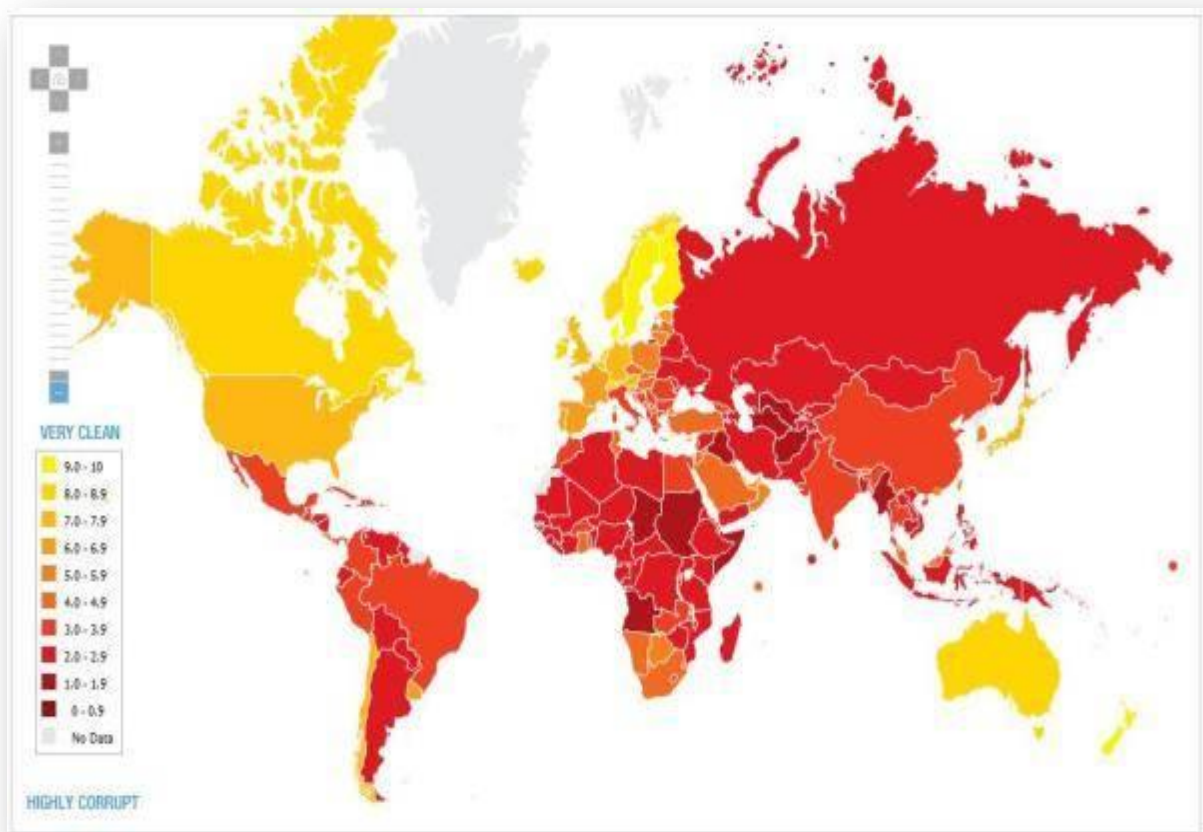 VERY CLEAN
9.0 - 10
8.0 - 8.9
7.0 - 7.9
6.0 - 6.9
5.0 - 5.9
4.0 - 4.9
3.0 - 3.9
2.0 - 2.9
1.0 - 1.9
0 - 0.9
No Data
HIGHLY CORRUPT